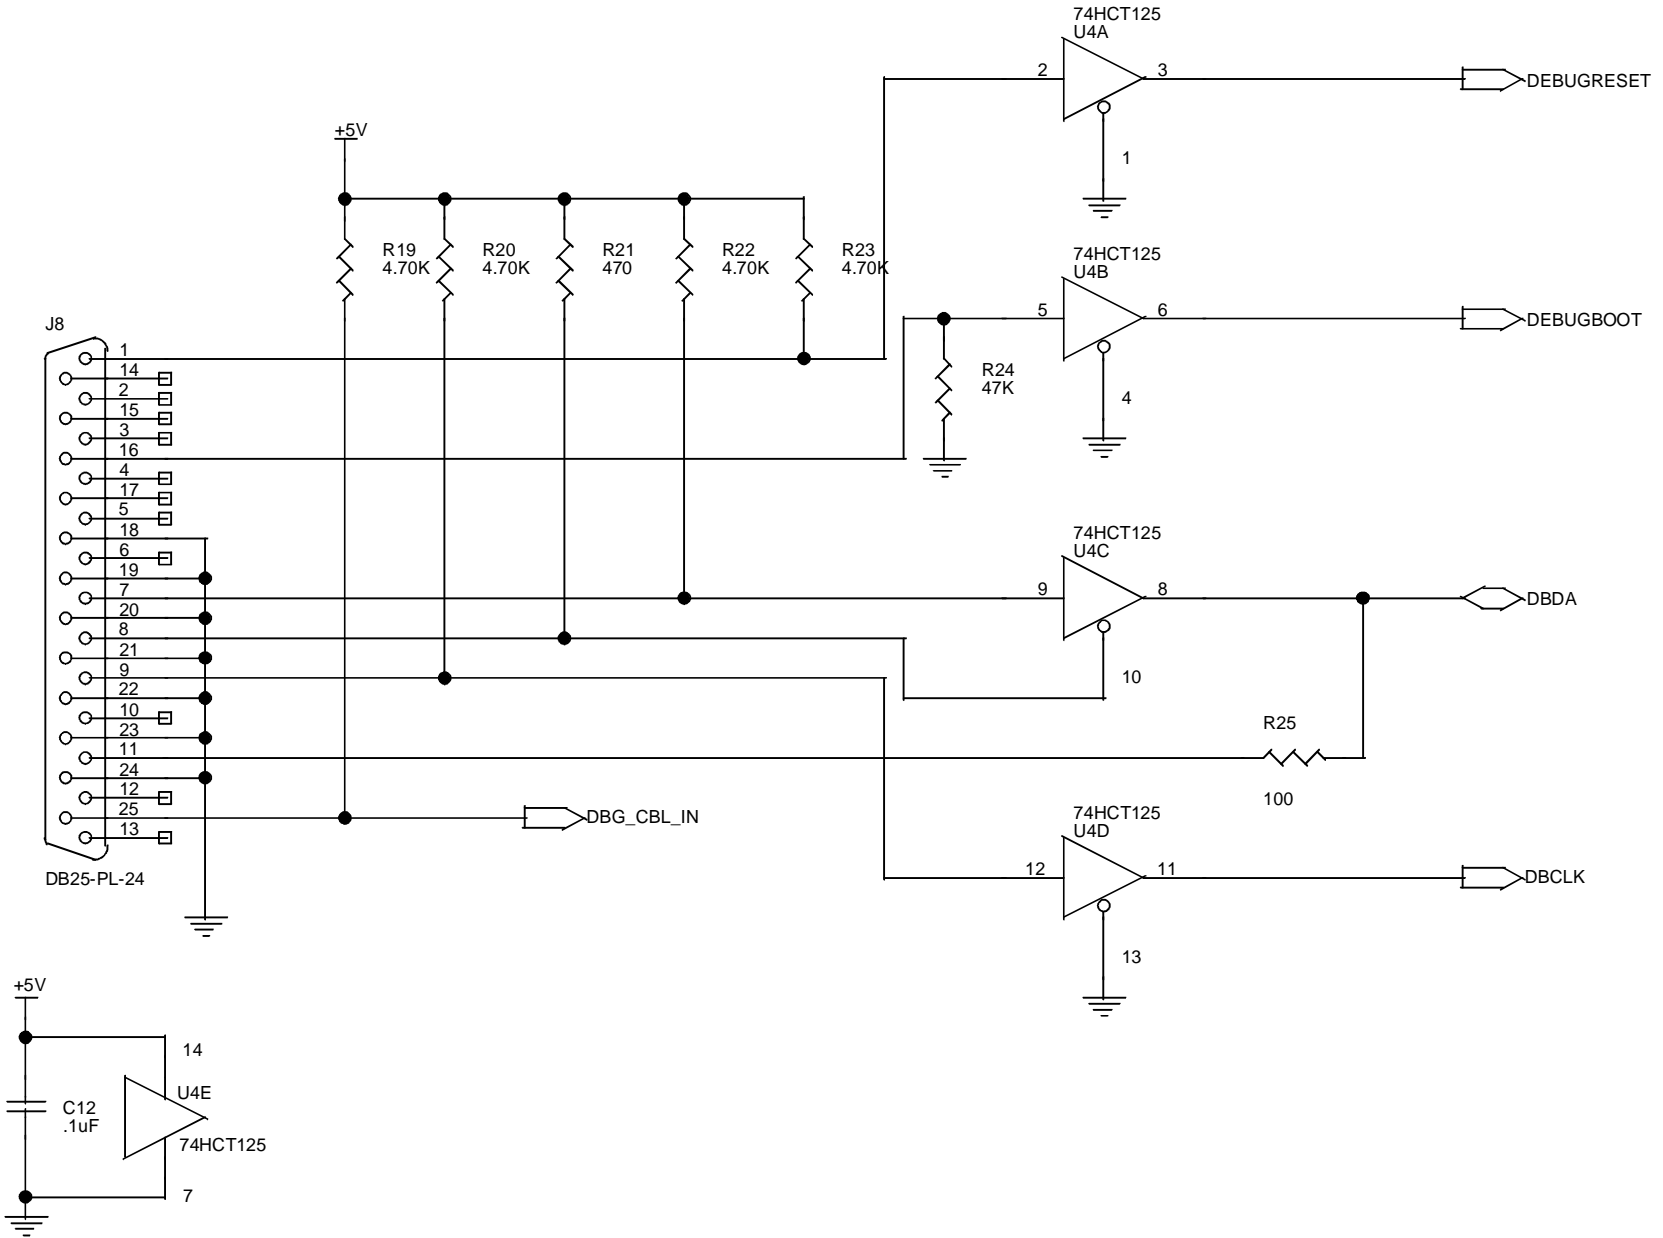 74HCT125
U4A
2
3
DEBUGRESET
1
+5V
R19
4.70K
R20
4.70K
R21
470
R22
4.70K
R23
4.70K
74HCT125
U4B
5
6
DEBUGBOOT
4
R24
47K
J8
1
14
2
15
3
16
4
17
5
18
6
19
7
20
8
21
9
22
10
23
11
24
12
25
13
DB25-PL-24
74HCT125
U4C
9
8
DBDA
10
R25
100
DBG_CBL_IN
74HCT125
U4D
12
11
DBCLK
13
+5V
14
U4E
C12
.1uF
74HCT125
7